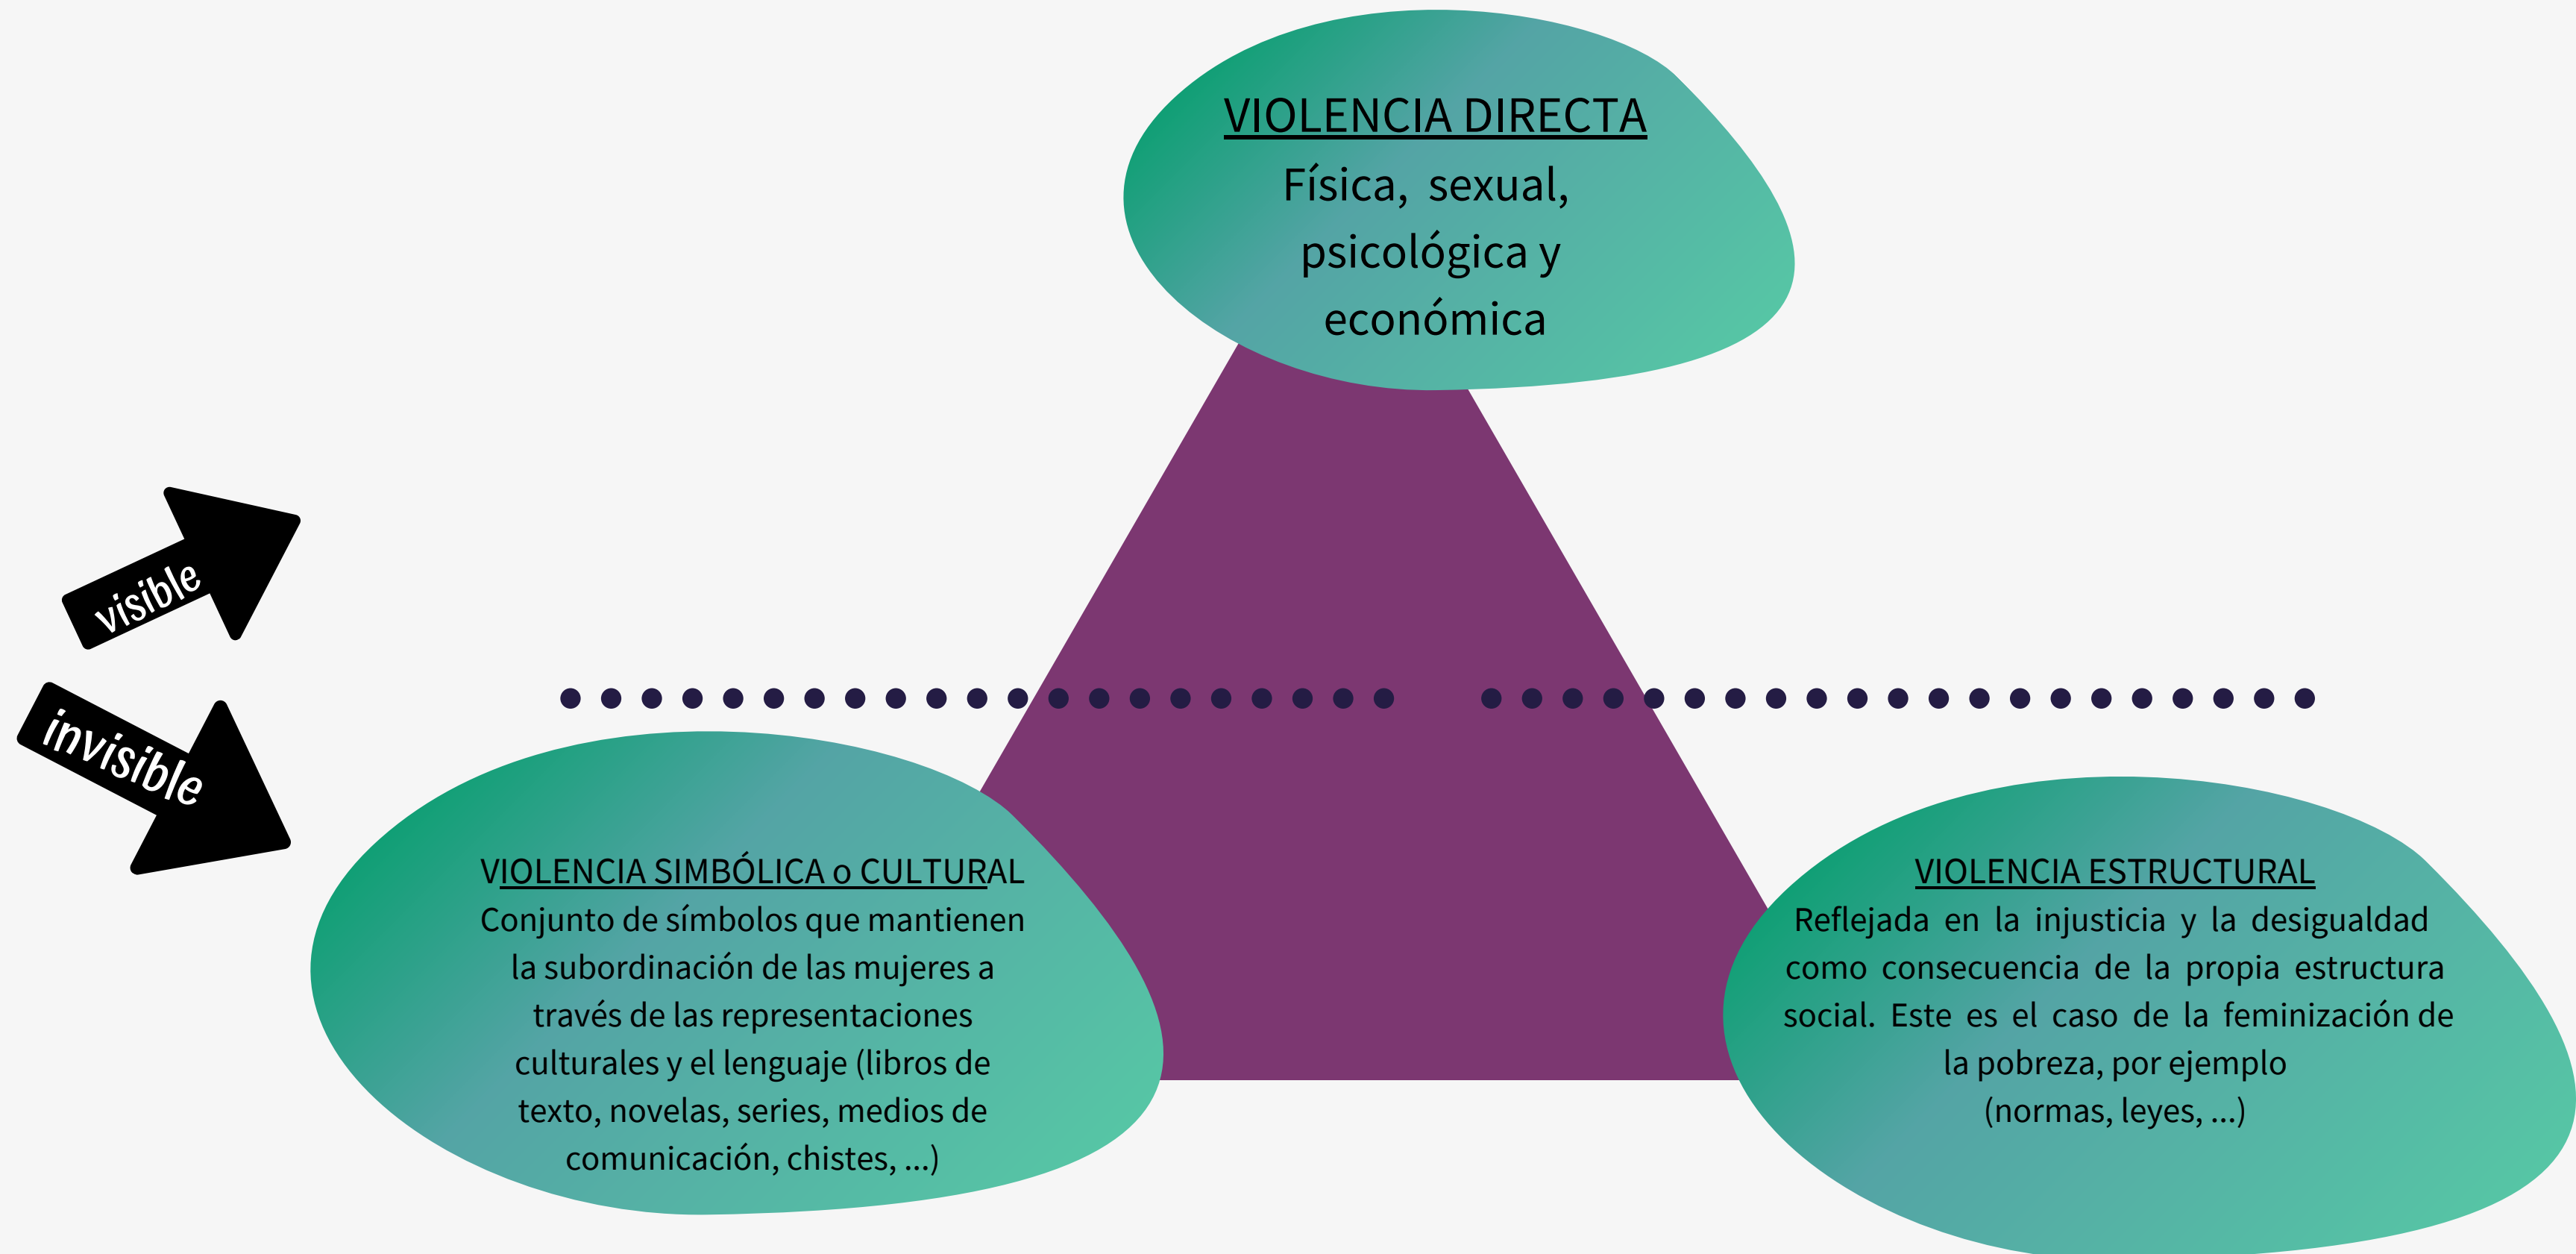 VIOLENCIA DIRECTA
Física, sexual,
psicológica y
económica
visible
invisible
VIOLENCIA SIMBÓLICA o CULTURAL
Conjunto de símbolos que mantienen
la subordinación de las mujeres a
través de las representaciones
culturales y el lenguaje (libros de
texto, novelas, series, medios de
comunicación, chistes, ...)
VIOLENCIA ESTRUCTURAL
Reflejada en la injusticia y la desigualdad
como consecuencia de la propia estructura
social. Este es el caso de la feminización de
la pobreza, por ejemplo
(normas, leyes, ...)